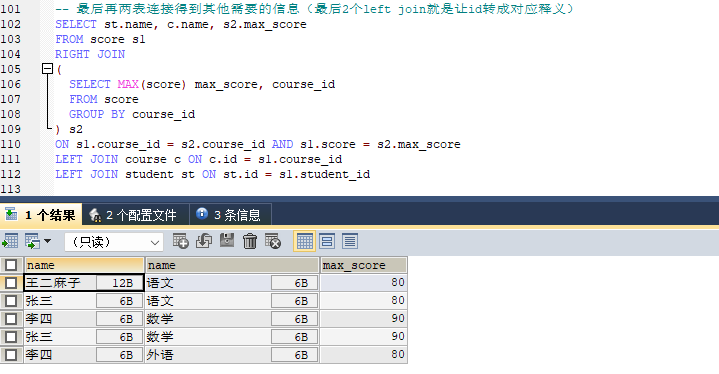 101 -- 最后再两表连接得到其他需要的信息（最后2个left join就是让id转成对应释义）
102 SELECT st.name, c.name, s2.max_score
103 FROM score s1
104 RIGHT JOIN
105 (
106 SELECT MAX(score) max_score, course_id
107 FROM score
108 GROUP BY course_id
109 ) s2
110 ON s1.course_id = s2.course_id AND s1.score = s2.max_score
111 LEFT JOIN course c ON c.id = s1.course_id
112 LEFT JOIN student st ON st.id = s1.student_id
113
1 个结果 2 个配置文件 3 条信息
（只读）
name name max_score
王二麻子 12B 语文 6B 80
张三 6B 语文 6B 80
李四 6B 数学 6B 90
张三 6B 数学 6B 90
李四 6B 外语 6B 80